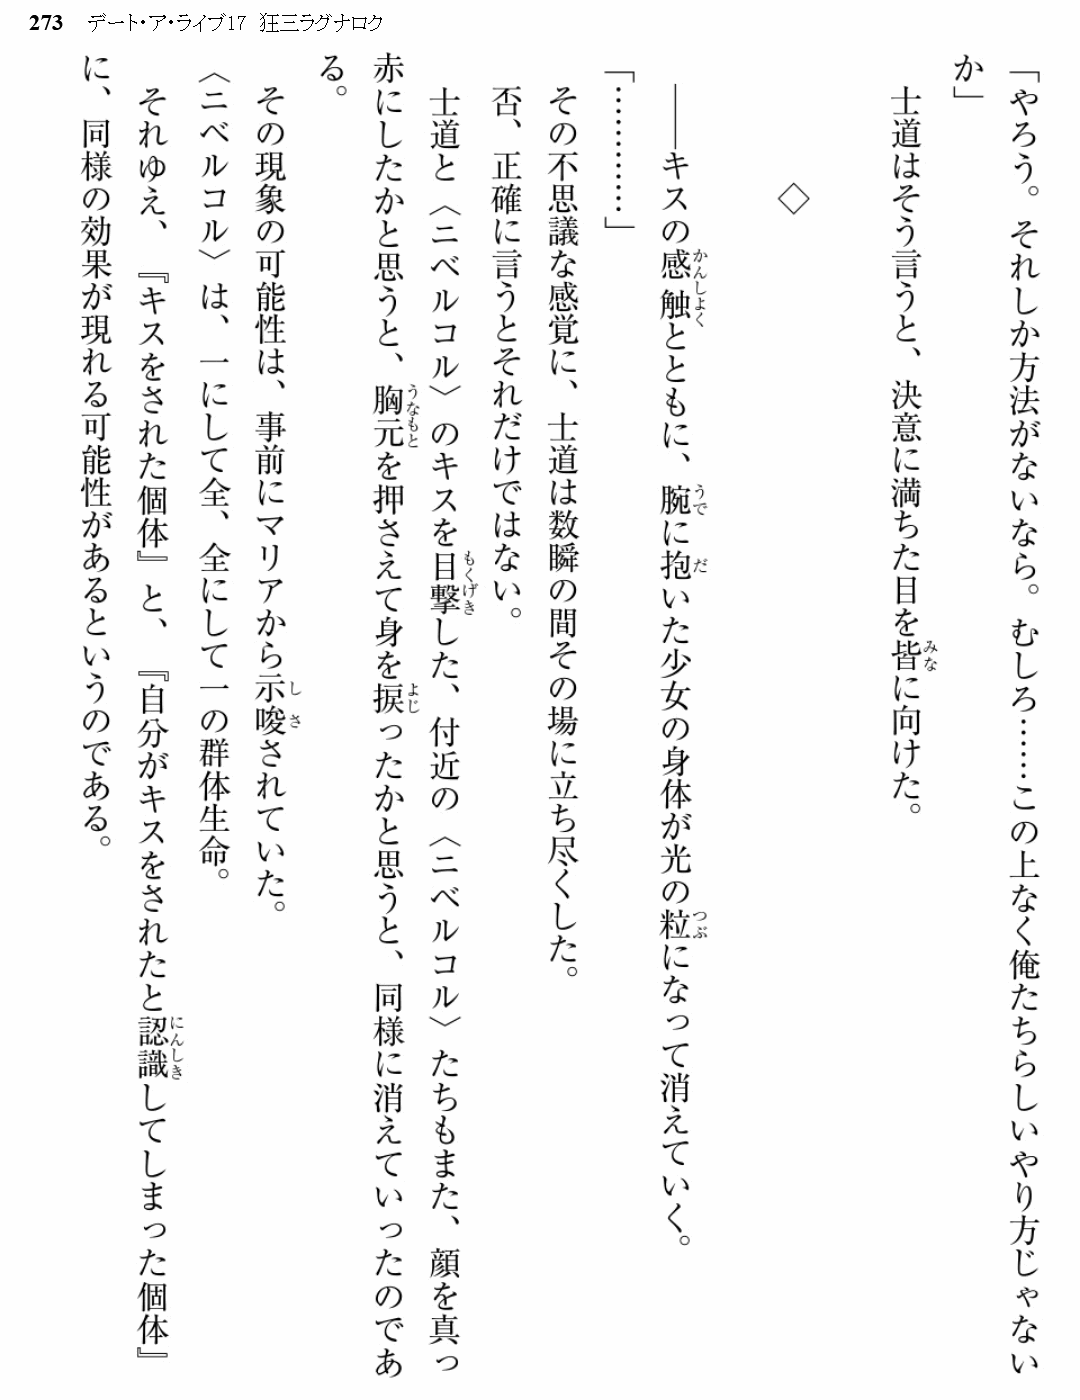 273 デート・ア・ライブ17 狂三ラグナロク
「やろう。それしか方法がないなら。むしろ……この上なく俺たちらしいやり方じゃない
か」
士道はそう言うと、決意に満ちた目を皆に向けた。
◇
――キスの感触とともに、腕に抱いた少女の身体が光の粒になって消えていく。
「…………」
その不思議な感覚に、士道は数瞬の間その場に立ち尽くした。
否、正確に言うとそれだけではない。
士道と〈ニベルコル〉のキスを目撃した、付近の〈ニベルコル〉たちもまた、顔を真っ
赤にしたかと思うと、胸元を押さえて身を捩ったかと思うと、同様に消えていったのであ
る。
その現象の可能性は、事前にマリアから示唆されていた。
〈ニベルコル〉は、一にして全、全にして一の群体生命。
それゆえ、『キスをされた個体』と、『自分がキスをされたと認識してしまった個体』
に、同様の効果が現れる可能性があるというのである。